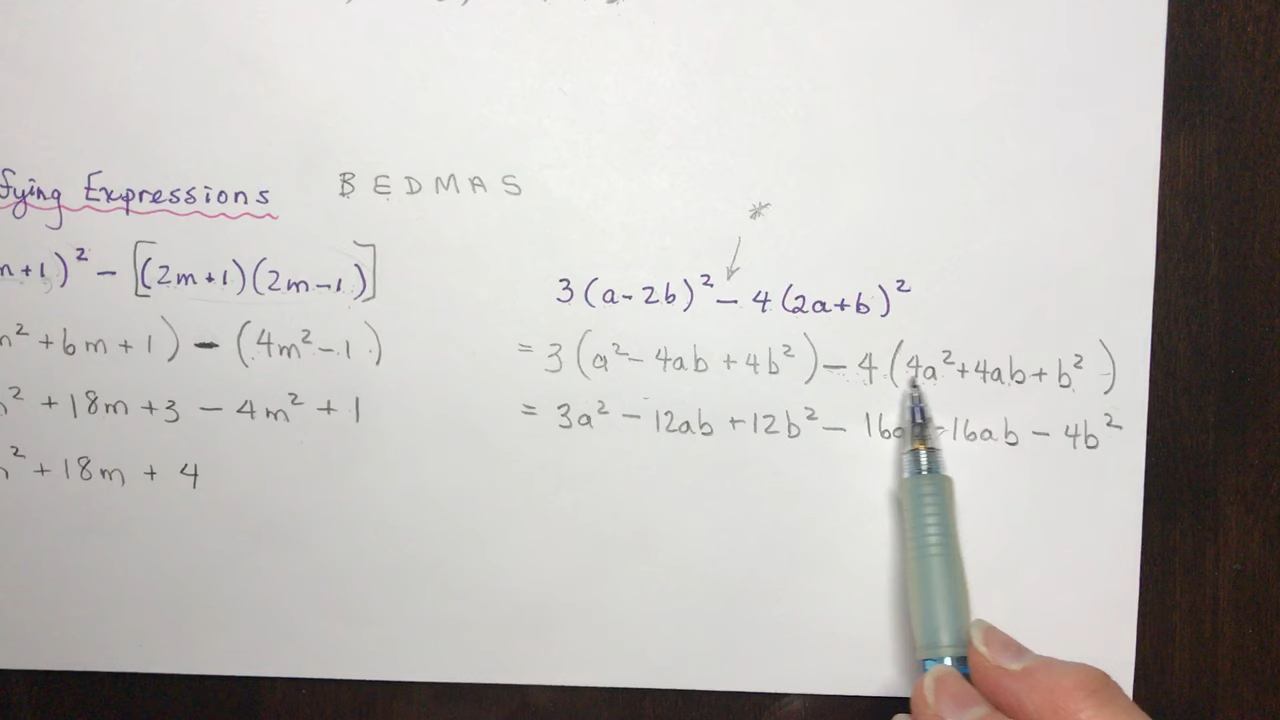 fying Expressions BEDMAS
n+1)² - [(2m+1)(2m-1)]
m² + 6m + 1) - (4m² - 1)
² + 18m + 3 - 4m² + 1
² + 18m + 4
*
3(a-2b)² - 4(2a+b)²
= 3(a² - 4ab + 4b²) - 4(4a² + 4ab + b²)
= 3a² - 12ab + 12b² - 16a - 16ab - 4b²